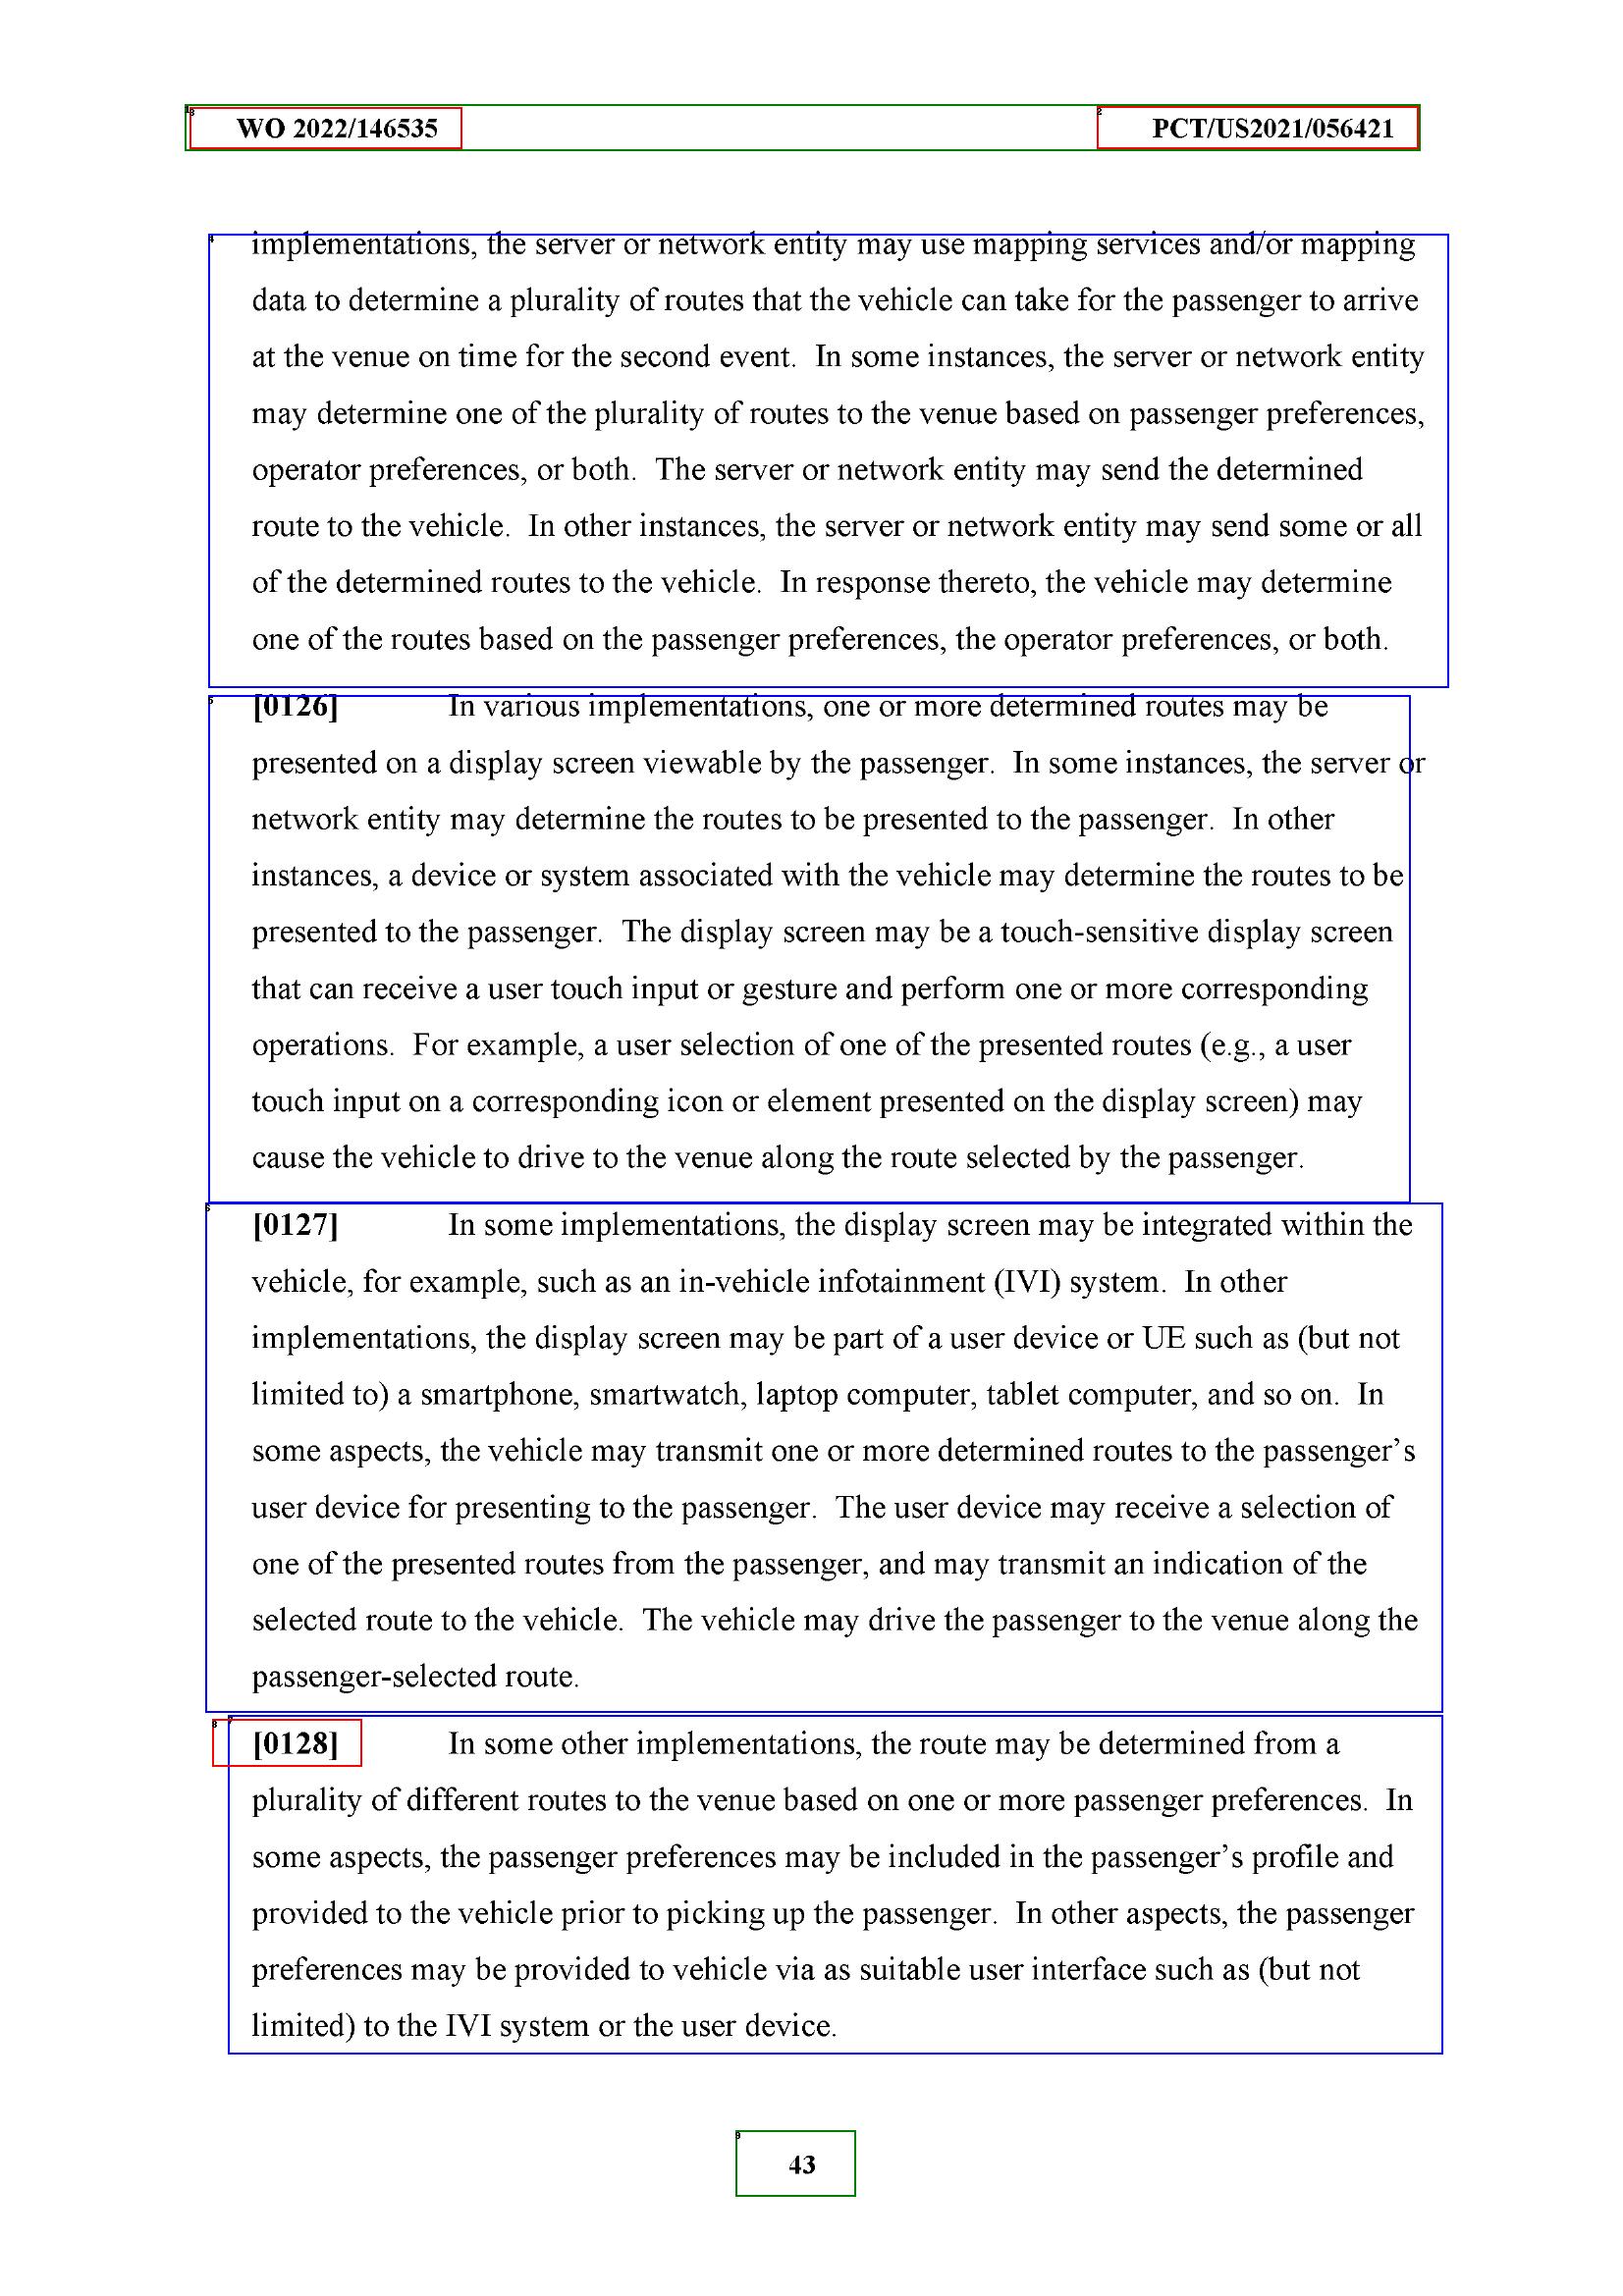 WO 2022/146535 PCT/US2021/056421
implementations, the server or network entity may use mapping services and/or mapping
data to determine a plurality of routes that the vehicle can take for the passenger to arrive
at the venue on time for the second event. In some instances, the server or network entity
may determine one of the plurality of routes to the venue based on passenger preferences,
operator preferences, or both. The server or network entity may send the determined
route to the vehicle. In other instances, the server or network entity may send some or all
of the determined routes to the vehicle. In response thereto, the vehicle may determine
one of the routes based on the passenger preferences, the operator preferences, or both.
[0126] In various implementations, one or more determined routes may be
presented on a display screen viewable by the passenger. In some instances, the server or
network entity may determine the routes to be presented to the passenger. In other
instances, a device or system associated with the vehicle may determine the routes to be
presented to the passenger. The display screen may be a touch-sensitive display screen
that can receive a user touch input or gesture and perform one or more corresponding
operations. For example, a user selection of one of the presented routes (e.g., a user
touch input on a corresponding icon or element presented on the display screen) may
cause the vehicle to drive to the venue along the route selected by the passenger.
[0127] In some implementations, the display screen may be integrated within the
vehicle, for example, such as an in-vehicle infotainment (IVI) system. In other
implementations, the display screen may be part of a user device or UE such as (but not
limited to) a smartphone, smartwatch, laptop computer, tablet computer, and so on. In
some aspects, the vehicle may transmit one or more determined routes to the passenger’s
user device for presenting to the passenger. The user device may receive a selection of
one of the presented routes from the passenger, and may transmit an indication of the
selected route to the vehicle. The vehicle may drive the passenger to the venue along the
passenger-selected route.
[0128] In some other implementations, the route may be determined from a
plurality of different routes to the venue based on one or more passenger preferences. In
some aspects, the passenger preferences may be included in the passenger’s profile and
provided to the vehicle prior to picking up the passenger. In other aspects, the passenger
preferences may be provided to vehicle via as suitable user interface such as (but not
limited) to the IVI system or the user device.
43